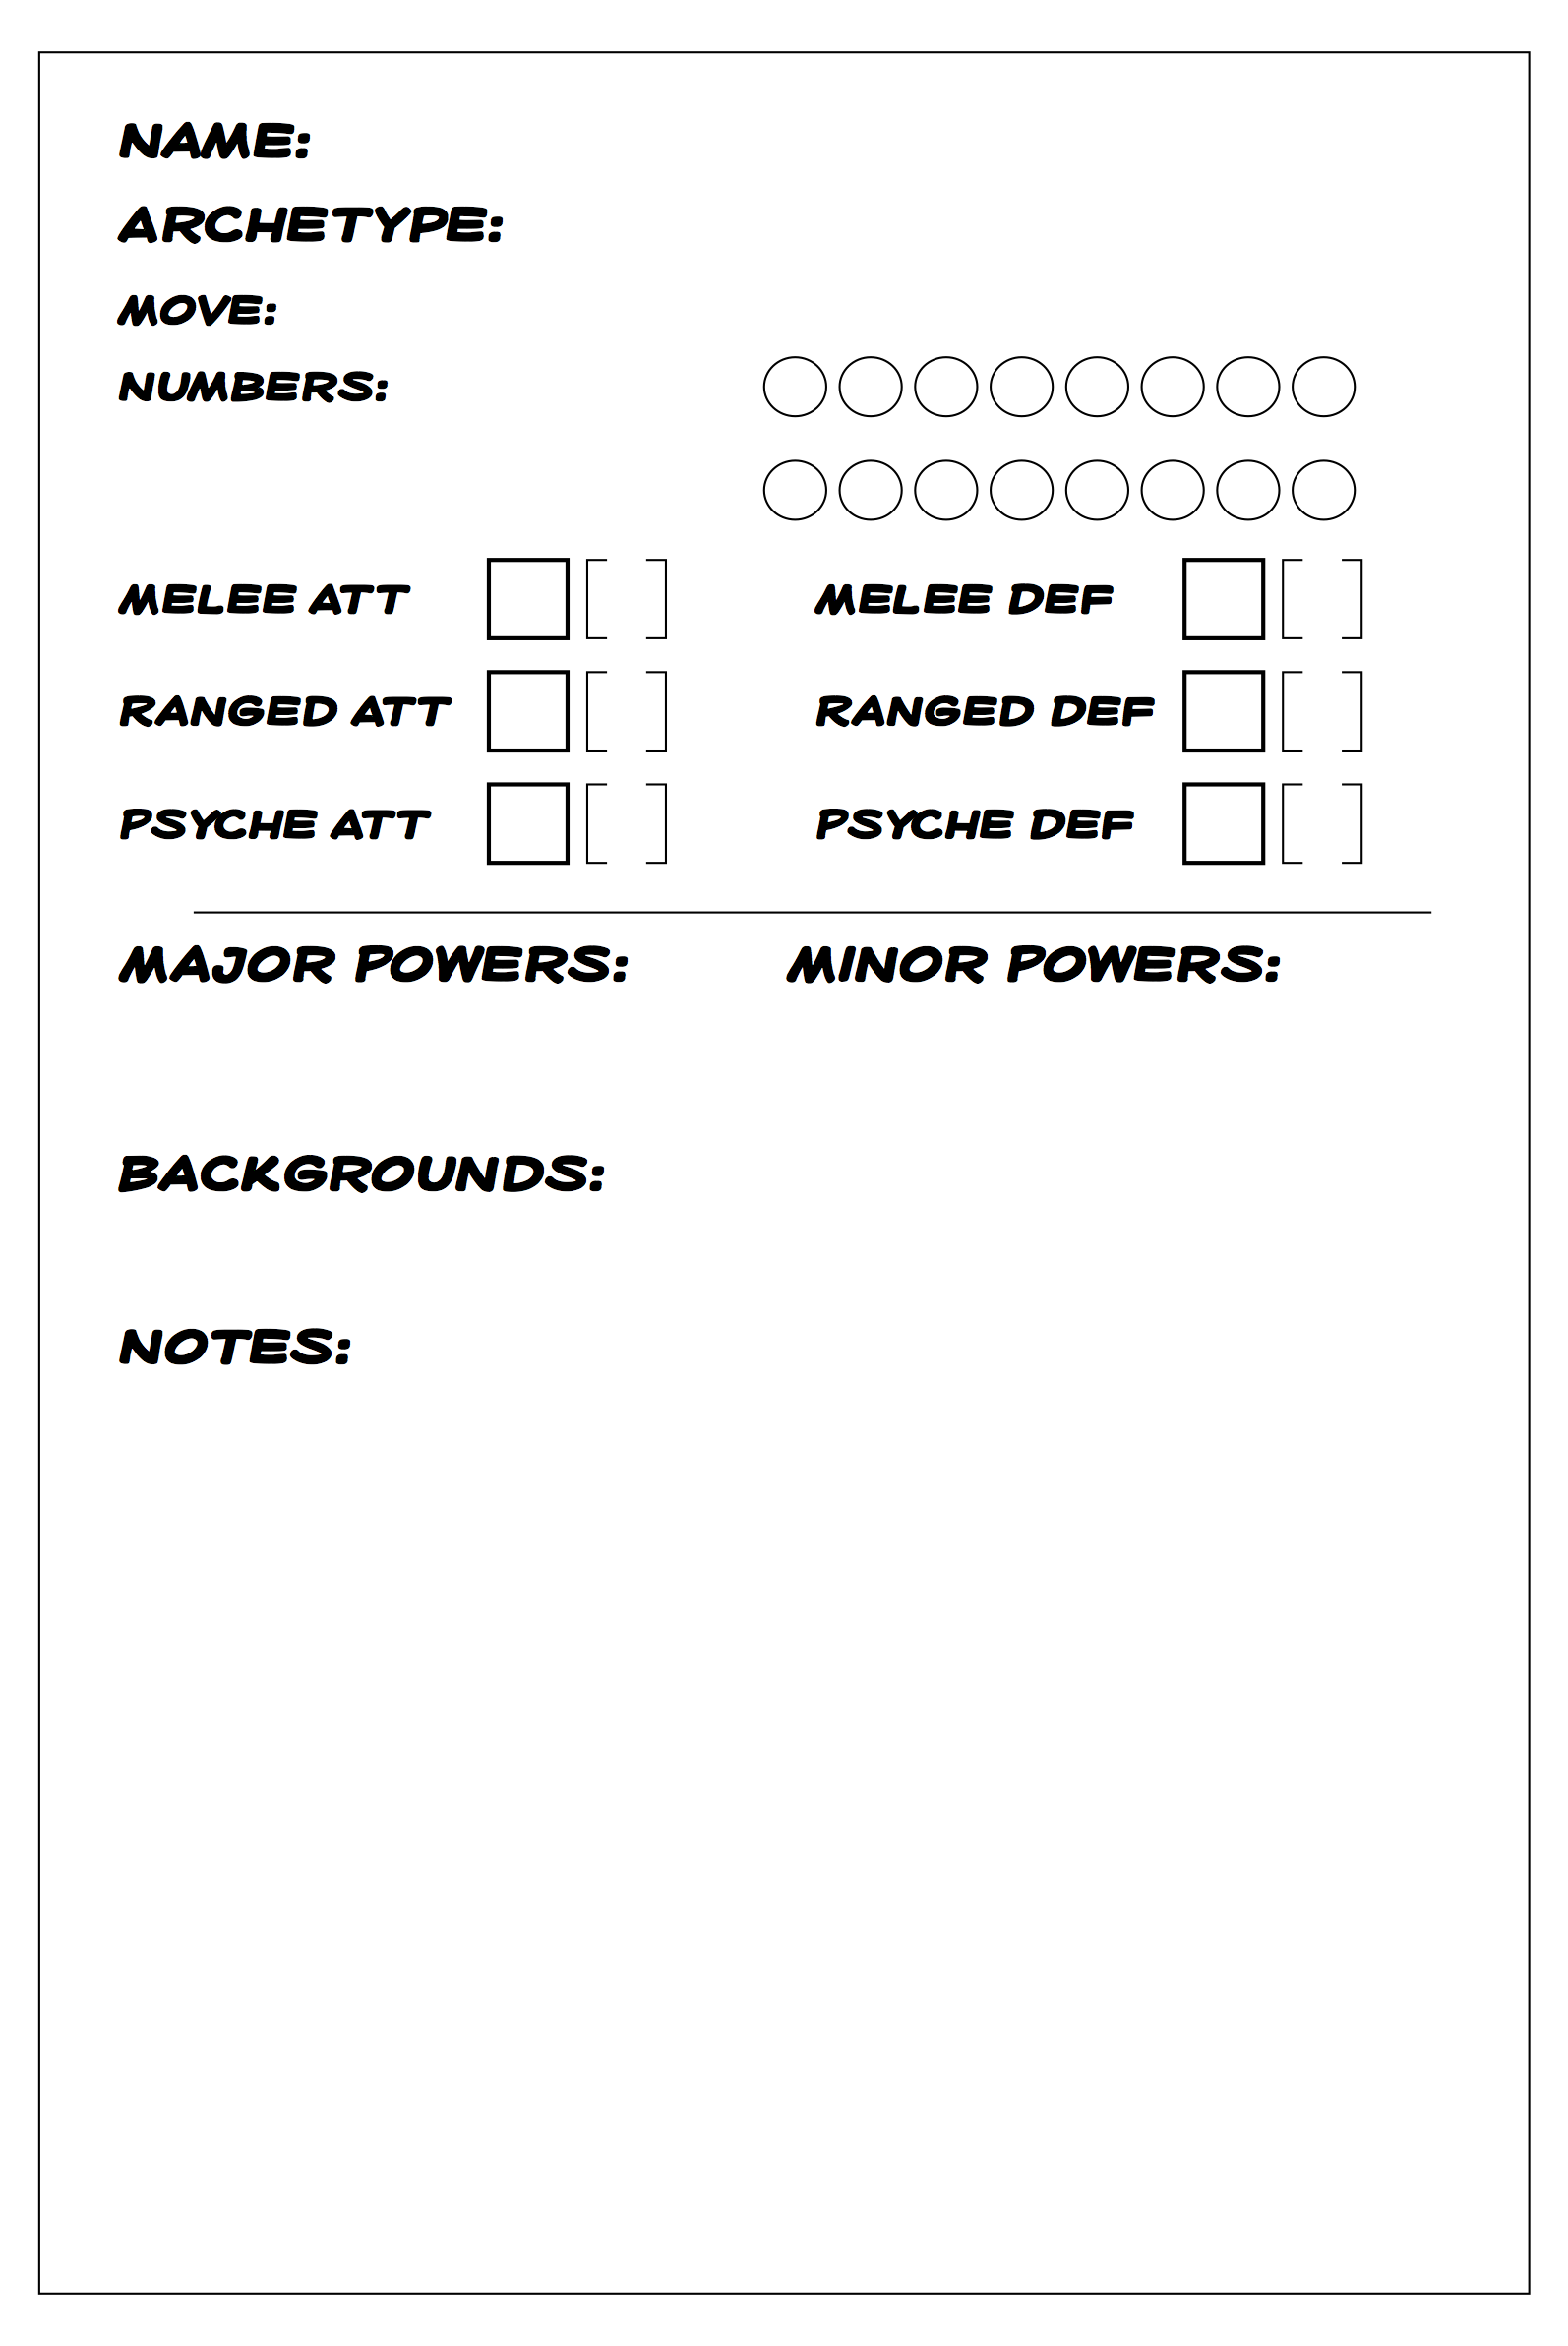 NAME:
ARCHETYPE:
MOVE:
NUMBERS:
MELEE ATT [ ] MELEE DEF [ ]
RANGED ATT [ ] RANGED DEF [ ]
PSYCHE ATT [ ] PSYCHE DEF [ ]
MAJOR POWERS: MINOR POWERS:
BACKGROUNDS:
NOTES: